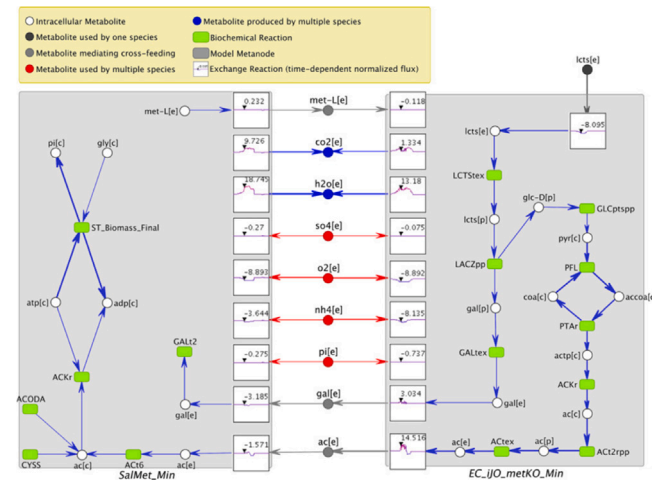 Intracellular Metabolite
Metabolite used by one species
Metabolite mediating cross-feeding
Metabolite used by multiple species
Metabolite produced by multiple species
Biochemical Reaction
Model Metanode
Exchange Reaction (time-dependent normalized flux)
lcts[e]
met-L[e]
0.232
met-L[e]
-0.118
-8.095
pi[c]
gly[c]
9.726
co2[e]
1.334
lcts[e]
LCTStex
18.745
h2o[e]
13.18
glc-D[p]
GLCptspp
ST_Biomass_Final
-0.27
so4[e]
-0.075
lcts[p]
pyr[c]
LACZpp
PFL
-8.893
o2[e]
-8.892
atp[c]
adp[c]
gal[p]
coa[c]
accoa[c
-3.644
nh4[e]
-8.135
PTAr
GALt2
GALtex
actp[c]
-0.275
pi[e]
-0.737
ACKr
ACKr
ACODA
-3.185
gal[e]
3.034
gal[e]
gal[e]
ac[c]
-1.571
ac[e]
14.516
ac[e]
ACtex
ac[p]
ACt2rpp
CYSS
ac[c]
ACt6
ac[e]
SalMet_Min
EC_iJO_metKO_Min